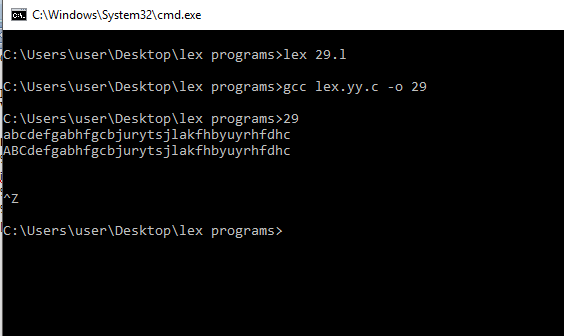 C:\Windows\System32\cmd.exe
C:\Users\user\Desktop\lex programs>lex 29.l
C:\Users\user\Desktop\lex programs>gcc lex.yy.c -o 29
C:\Users\user\Desktop\lex programs>29
abcdefgabhfgcbjurytsjlakfhbyuyrhfdhc
ABCdefgabhfgcbjurytsjlakfhbyuyrhfdhc
^Z
C:\Users\user\Desktop\lex programs>